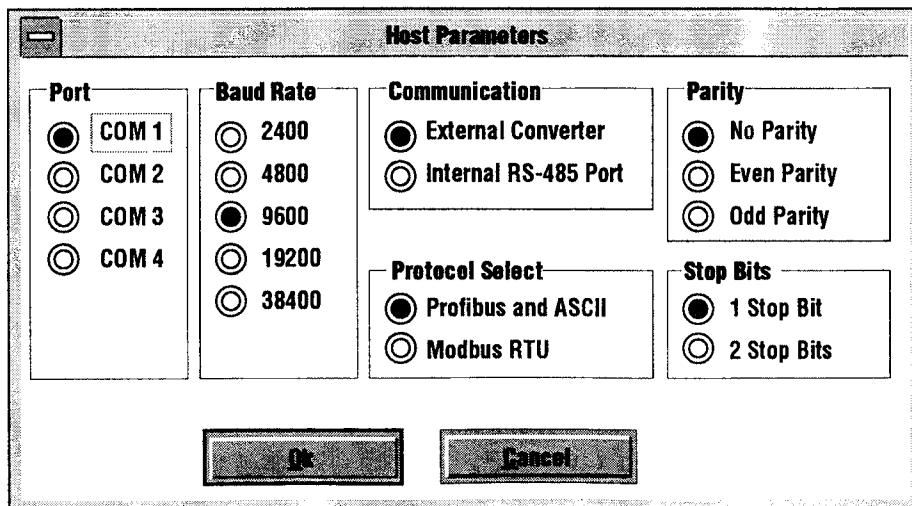 Host Parameters
Port
COM 1
COM 2
COM 3
COM 4
Baud Rate
2400
4800
9600
19200
38400
Communication
External Converter
Internal RS-485 Port
Protocol Select
Profibus and ASCII
Modbus RTU
Parity
No Parity
Even Parity
Odd Parity
Stop Bits
1 Stop Bit
2 Stop Bits
Ok
Cancel